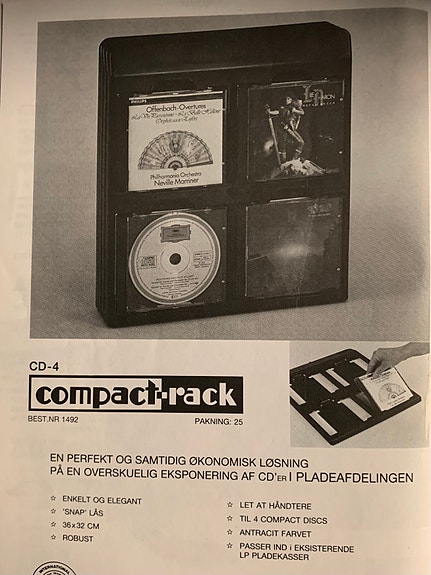 PHILIPS
Offenbach · Overtures
La Vie Parisienne · La Belle Hélène
Orphée aux Enfers
Philharmonia Orchestra
Neville Marriner
CD-4
compact-rack
BEST.NR 1492
PAKNING: 25
EN PERFEKT OG SAMTIDIG ØKONOMISK LØSNING
PÅ EN OVERSKUELIG EKSPONERING AF CD'ER I PLADEAFDELINGEN
☆ ENKELT OG ELEGANT
☆ 'SNAP' LÅS
☆ 36 x 32 CM
☆ ROBUST
☆ LET AT HÅNDTERE
☆ TIL 4 COMPACT DISCS
☆ ANTRACIT FARVET
☆ PASSER IND I EKSISTERENDE
LP PLADEKASSER
INTERNATIONAL